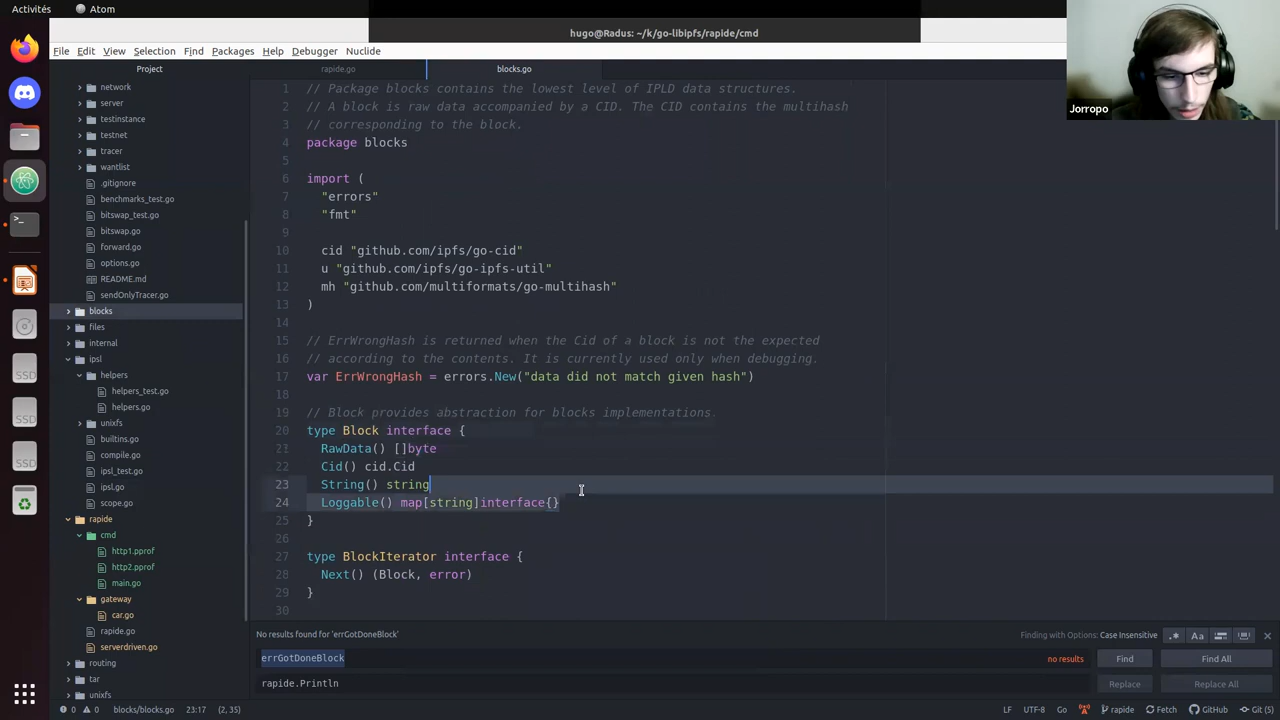 Activités
Atom
hugo@Radus: ~/k/go-libipfs/rapide/cmd
Jorropo
File Edit View Selection Find Packages Help Debugger Nuclide
Project
rapide.go
blocks.go
network
server
testinstance
testnet
tracer
wantlist
.gitignore
benchmarks_test.go
bitswap_test.go
bitswap.go
forward.go
options.go
README.md
sendOnlyTracer.go
blocks
files
internal
ipsl
helpers
helpers_test.go
helpers.go
unixfs
builtins.go
compile.go
ipsl_test.go
ipsl.go
scope.go
rapide
cmd
http1.pprof
http2.pprof
main.go
gateway
car.go
rapide.go
serverdriven.go
routing
tar
unixfs
1 // Package blocks contains the lowest level of IPLD data structures.
2 // A block is raw data accompanied by a CID. The CID contains the multihash
3 // corresponding to the block.
4 package blocks
5
6 import (
7 "errors"
8 "fmt"
9
10 cid "github.com/ipfs/go-cid"
11 u "github.com/ipfs/go-ipfs-util"
12 mh "github.com/multiformats/go-multihash"
13 )
14
15 // ErrWrongHash is returned when the Cid of a block is not the expected
16 // according to the contents. It is currently used only when debugging.
17 var ErrWrongHash = errors.New("data did not match given hash")
18
19 // Block provides abstraction for blocks implementations.
20 type Block interface {
21 RawData() []byte
22 Cid() cid.Cid
23 String() string
24 Loggable() map[string]interface{}
25 }
26
27 type BlockIterator interface {
28 Next() (Block, error)
29 }
30
No results found for 'errGotDoneBlock'
Finding with Options: Case Insensitive
.* Aa
errGotDoneBlock
no results
Find
Find All
rapide.Println
Replace
Replace All
SSD
SSD
SSD
0 0 blocks/blocks.go 23:17 (2, 35)
LF UTF-8 Go rapide Fetch GitHub Git (5)